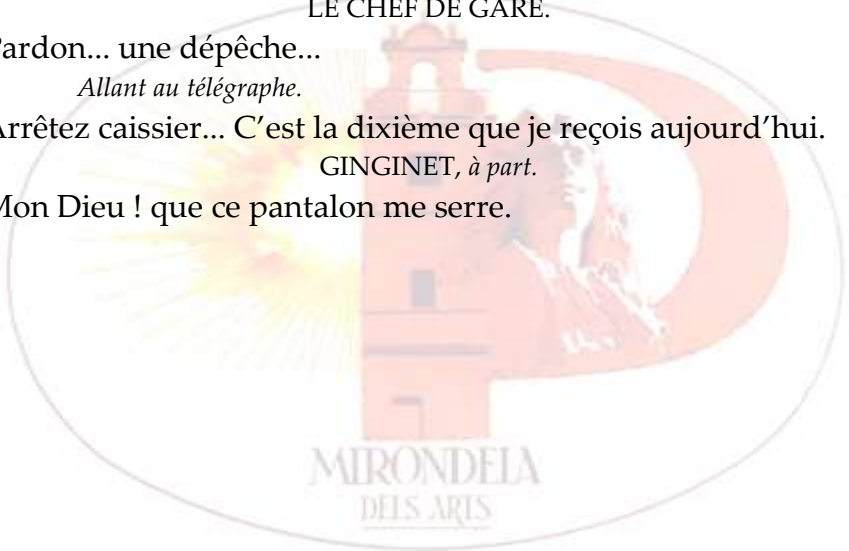 LE CHEF DE GARE.
Pardon... une dépêche...
Allant au télégraphe.
Arrêtez caissier... C’est la dixième que je reçois aujourd’hui.
GINGINET, à part.
Mon Dieu ! que ce pantalon me serre.
MIRONDELA
DELS ARTS